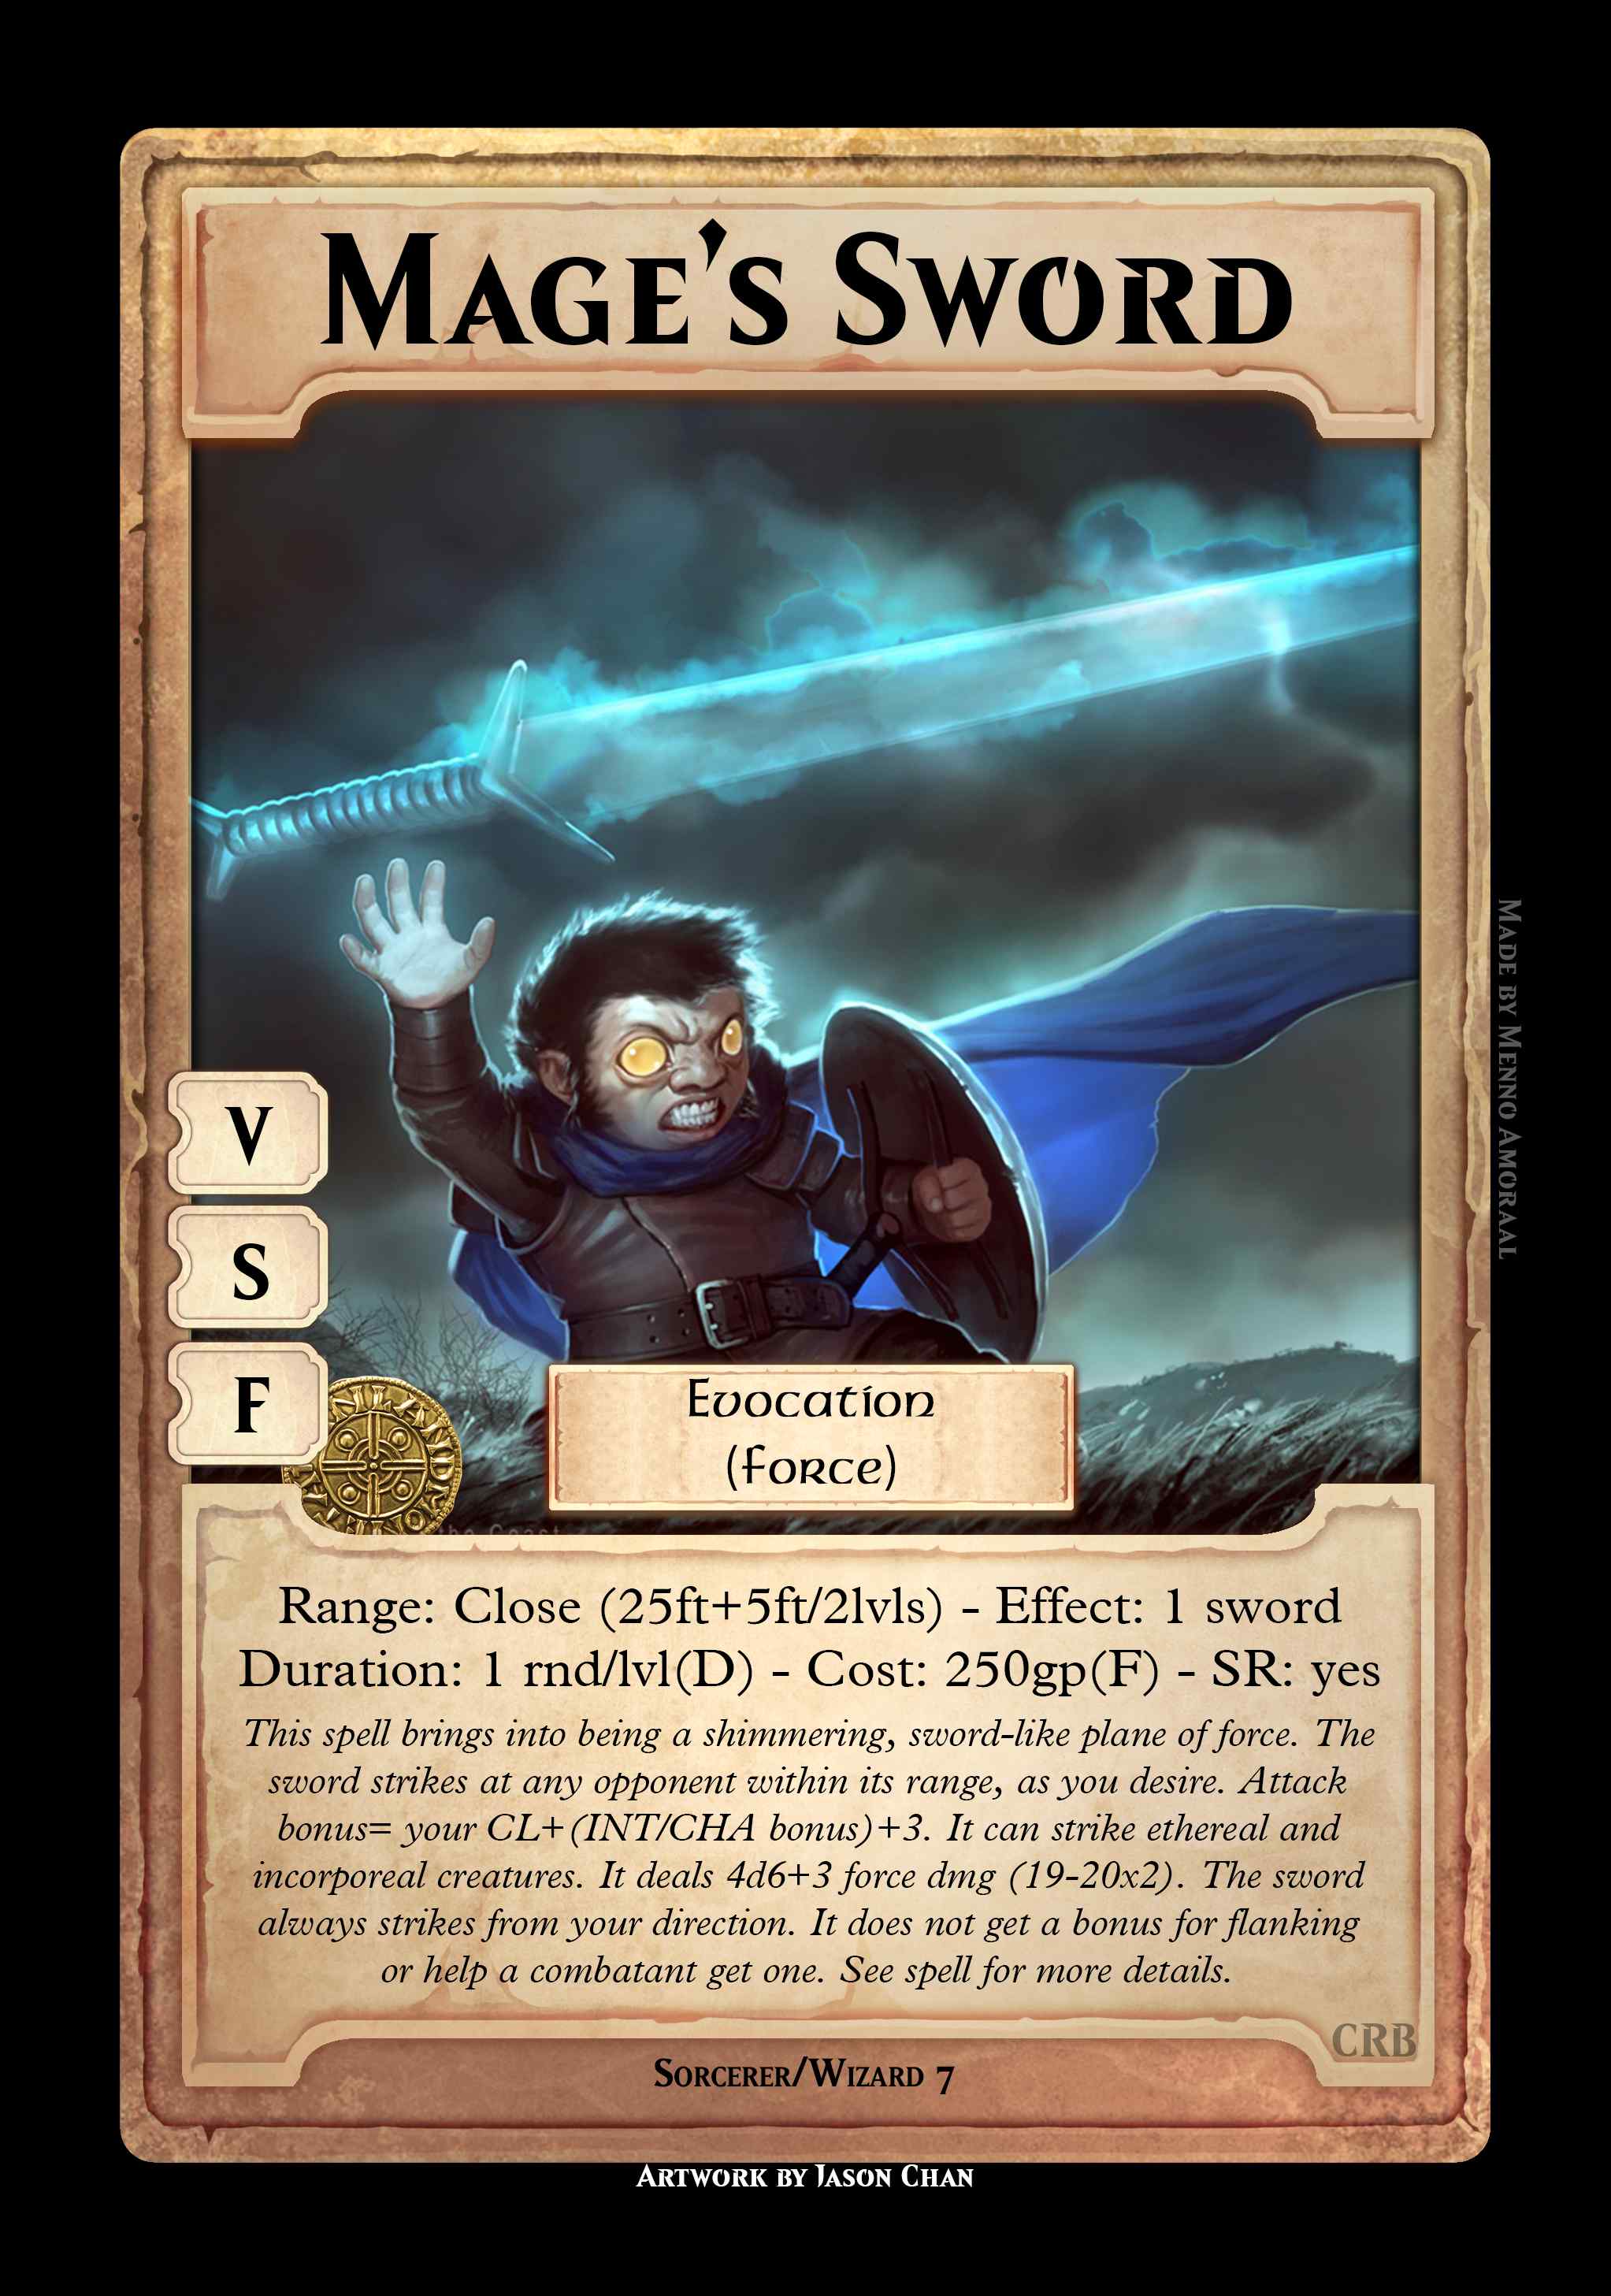 Mage's Sword
V
S
F
Evocation
(Force)
the Coast
Range: Close (25ft+5ft/2lvls) - Effect: 1 sword
Duration: 1 rnd/lvl(D) - Cost: 250gp(F) - SR: yes
This spell brings into being a shimmering, sword-like plane of force. The
sword strikes at any opponent within its range, as you desire. Attack
bonus= your CL+(INT/CHA bonus)+3. It can strike ethereal and
incorporeal creatures. It deals 4d6+3 force dmg (19-20x2). The sword
always strikes from your direction. It does not get a bonus for flanking
or help a combatant get one. See spell for more details.
CRB
Sorcerer/Wizard 7
Artwork by Jason Chan
Made by Menno Amoraal